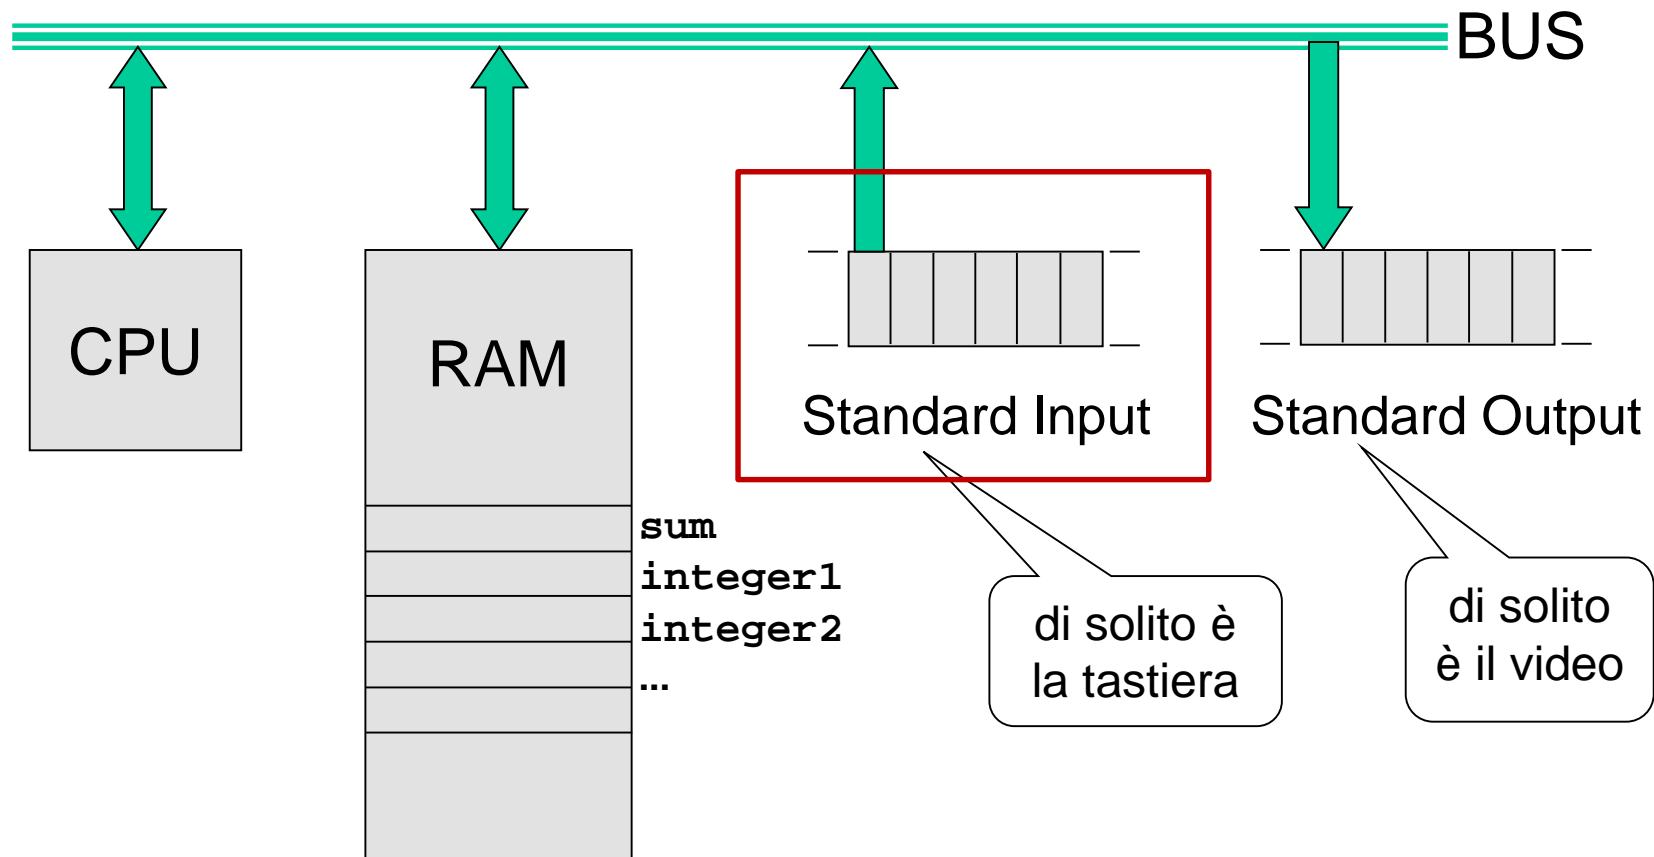 BUS
CPU
RAM
Standard Input
Standard Output
sum
integer1
integer2
...
di solito è
la tastiera
di solito
è il video